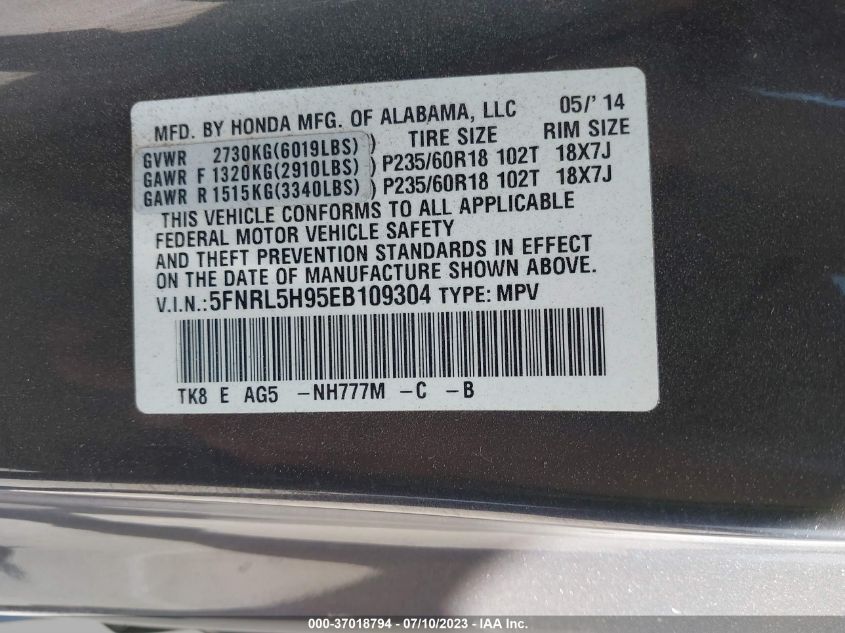 MFD. BY HONDA MFG. OF ALABAMA, LLC 05/' 14
TIRE SIZE RIM SIZE
GVWR 2730KG(6019LBS) )
GAWR F 1320KG(2910LBS) ) P235/60R18 102T 18X7J
GAWR R 1515KG(3340LBS) ) P235/60R18 102T 18X7J
THIS VEHICLE CONFORMS TO ALL APPLICABLE
FEDERAL MOTOR VEHICLE SAFETY
AND THEFT PREVENTION STANDARDS IN EFFECT
ON THE DATE OF MANUFACTURE SHOWN ABOVE.
V.I.N.: 5FNRL5H95EB109304 TYPE: MPV
TK8 E AG5 -NH777M -C -B
000-37018794 - 07/10/2023 - IAA Inc.